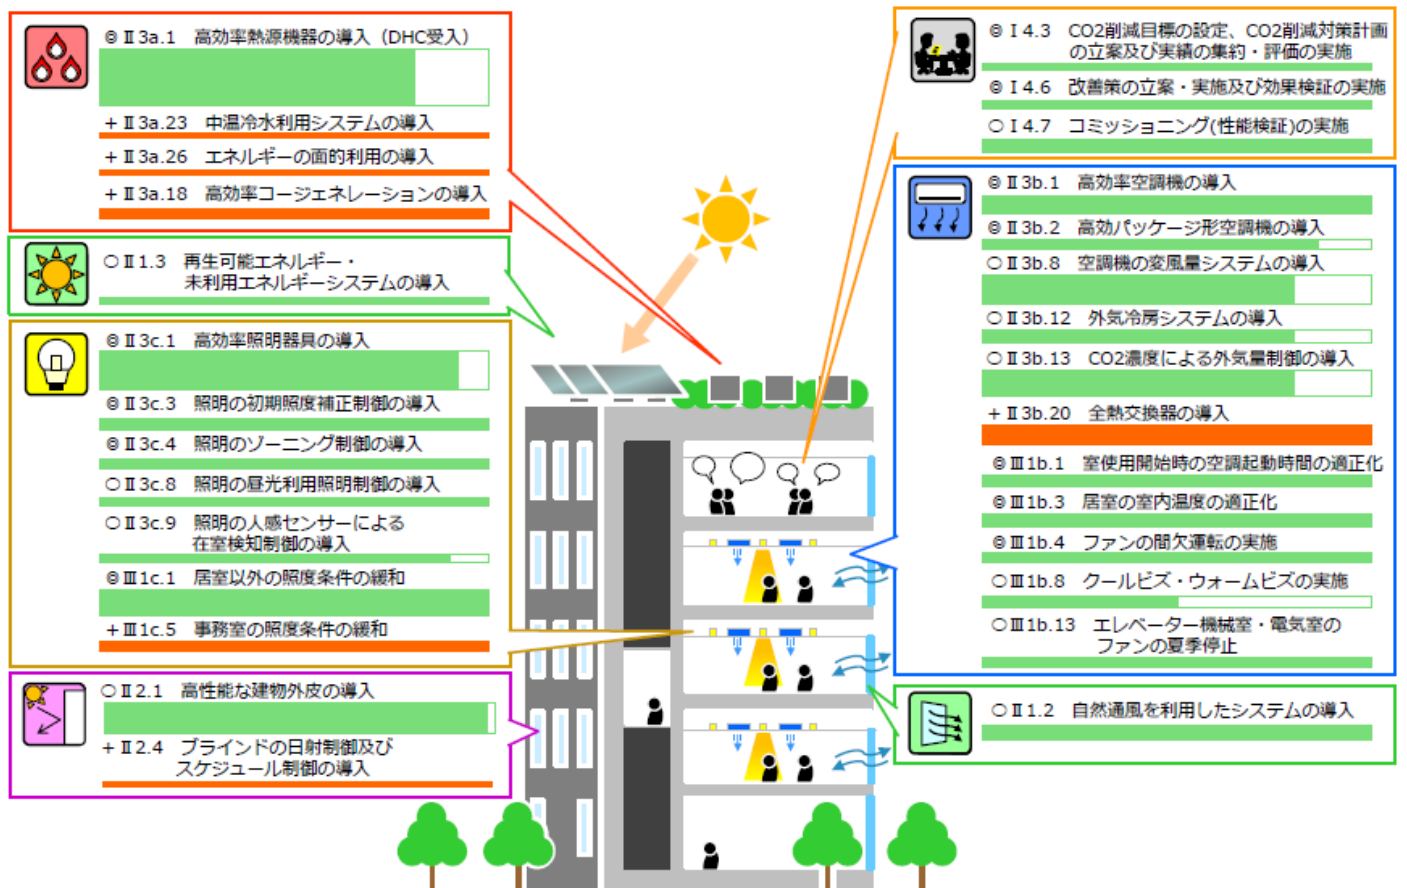 ◎Ⅱ3a.1 高効率熱源機器の導入（DHC受入）
+Ⅱ3a.23 中温冷水利用システムの導入
+Ⅱ3a.26 エネルギーの面的利用の導入
+Ⅱ3a.18 高効率コージェネレーションの導入
○Ⅱ1.3 再生可能エネルギー・
未利用エネルギーシステムの導入
◎Ⅱ3c.1 高効率照明器具の導入
◎Ⅱ3c.3 照明の初期照度補正制御の導入
◎Ⅱ3c.4 照明のゾーニング制御の導入
○Ⅱ3c.8 照明の昼光利用照明制御の導入
○Ⅱ3c.9 照明の人感センサーによる
在室検知制御の導入
◎Ⅲ1c.1 居室以外の照度条件の緩和
+Ⅲ1c.5 事務室の照度条件の緩和
○Ⅱ2.1 高性能な建物外皮の導入
+Ⅱ2.4 ブラインドの日射制御及び
スケジュール制御の導入
◎Ⅰ4.3 CO2削減目標の設定、CO2削減対策計画
の立案及び実績の集約・評価の実施
◎Ⅰ4.6 改善策の立案・実施及び効果検証の実施
○Ⅰ4.7 コミッショニング(性能検証)の実施
◎Ⅱ3b.1 高効率空調機の導入
◎Ⅱ3b.2 高効パッケージ形空調機の導入
○Ⅱ3b.8 空調機の変風量システムの導入
○Ⅱ3b.12 外気冷房システムの導入
○Ⅱ3b.13 CO2濃度による外気量制御の導入
+Ⅱ3b.20 全熱交換器の導入
◎Ⅲ1b.1 室使用開始時の空調起動時間の適正化
◎Ⅲ1b.3 居室の室内温度の適正化
◎Ⅲ1b.4 ファンの間欠運転の実施
○Ⅲ1b.8 クールビズ・ウォームビズの実施
○Ⅲ1b.13 エレベーター機械室・電気室の
ファンの夏季停止
○Ⅱ1.2 自然通風を利用したシステムの導入